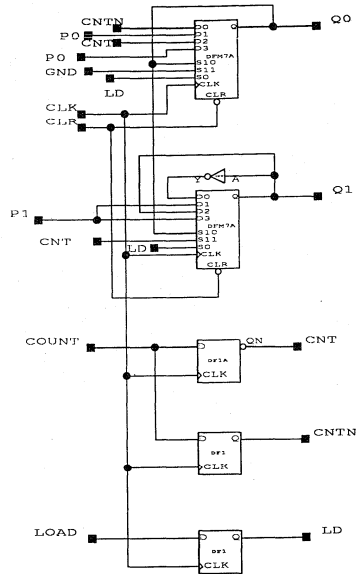 CNTN
P0
CNT
P0
GND
LD
CLK
CLR
D0
D1
D2
D3
S10
S11
S0
CLK
DFM7A
CLR
Q
Q0
Y
A
P1
CNT
LD
D0
D1
D2
D3
S10
S11
S0
CLK
DFM7A
CLR
Q
Q1
COUNT
D
QN
DF1A
CLK
CNT
D
Q
DF1
CLK
CNTN
LOAD
D
Q
DF1
CLK
LD